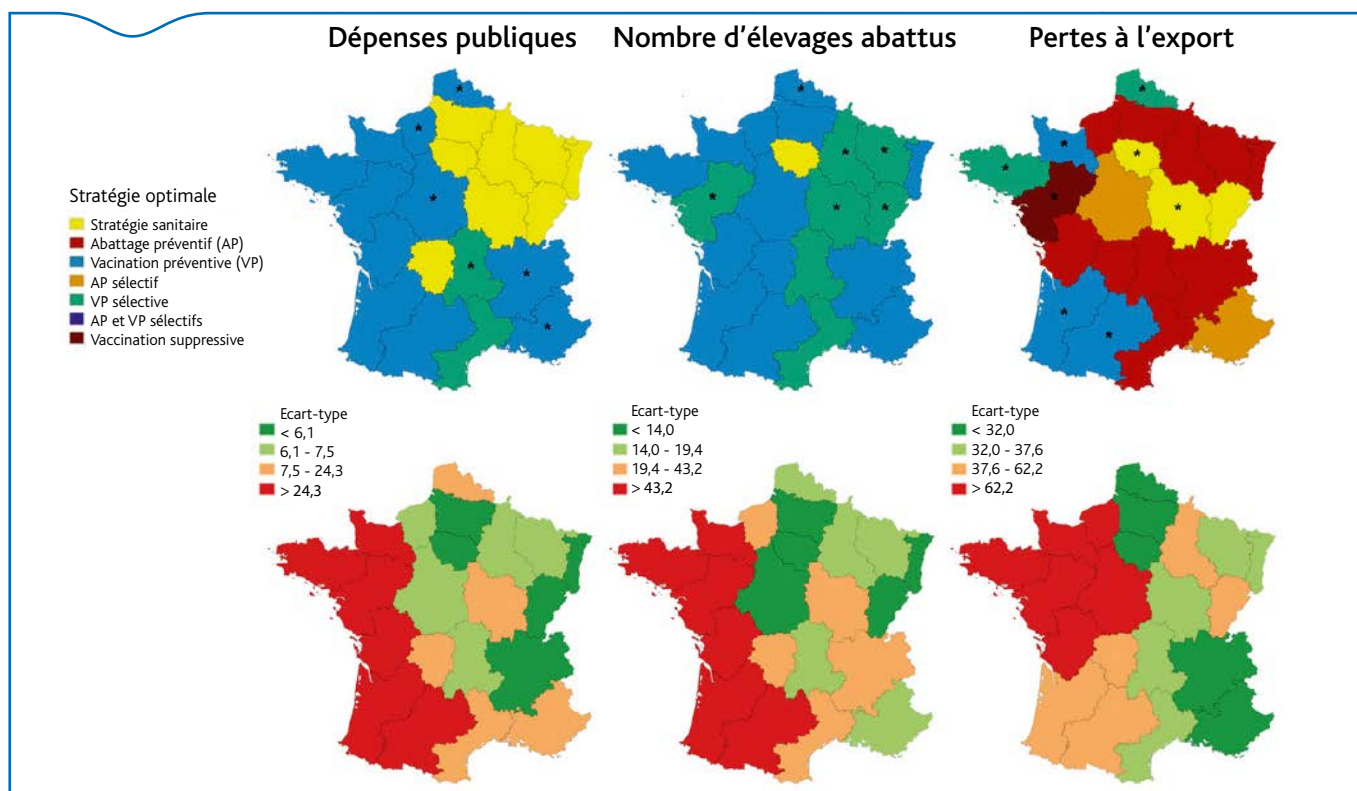 Dépenses publiques
Nombre d'élevages abattus
Pertes à l'export
Stratégie optimale
Stratégie sanitaire
Abattage préventif (AP)
Vacination préventive (VP)
AP sélectif
VP sélective
AP et VP sélectifs
Vaccination suppressive
Ecart-type
< 6,1
6,1 - 7,5
7,5 - 24,3
> 24,3
Ecart-type
< 14,0
14,0 - 19,4
19,4 - 43,2
> 43,2
Ecart-type
< 32,0
32,0 - 37,6
37,6 - 62,2
> 62,2